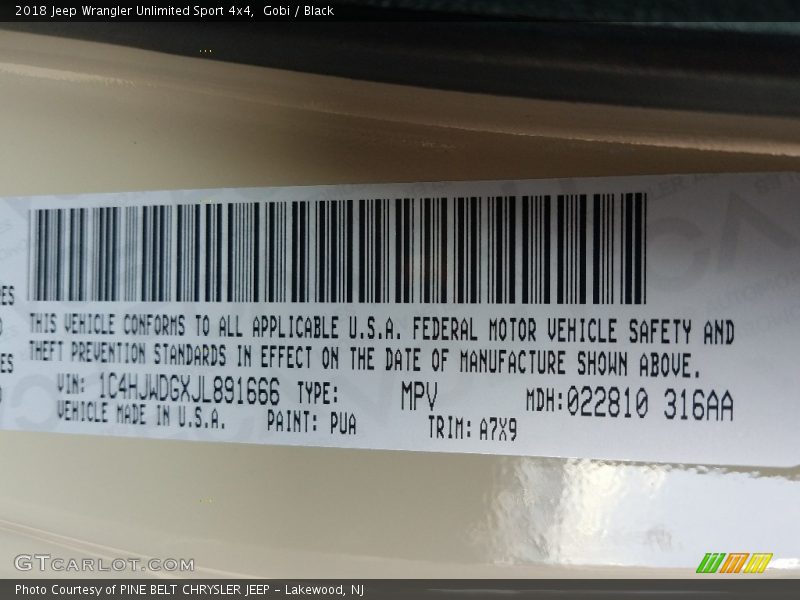 2018 Jeep Wrangler Unlimited Sport 4x4, Gobi / Black
THIS VEHICLE CONFORMS TO ALL APPLICABLE U.S.A. FEDERAL MOTOR VEHICLE SAFETY AND
THEFT PREVENTION STANDARDS IN EFFECT ON THE DATE OF MANUFACTURE SHOWN ABOVE.
VIN: 1C4HJWDGXJL891666 TYPE: MPV MDH:022810 316AA
VEHICLE MADE IN U.S.A. PAINT: PUA TRIM: A7X9
GTCARLOT.COM
Photo Courtesy of PINE BELT CHRYSLER JEEP - Lakewood, NJ